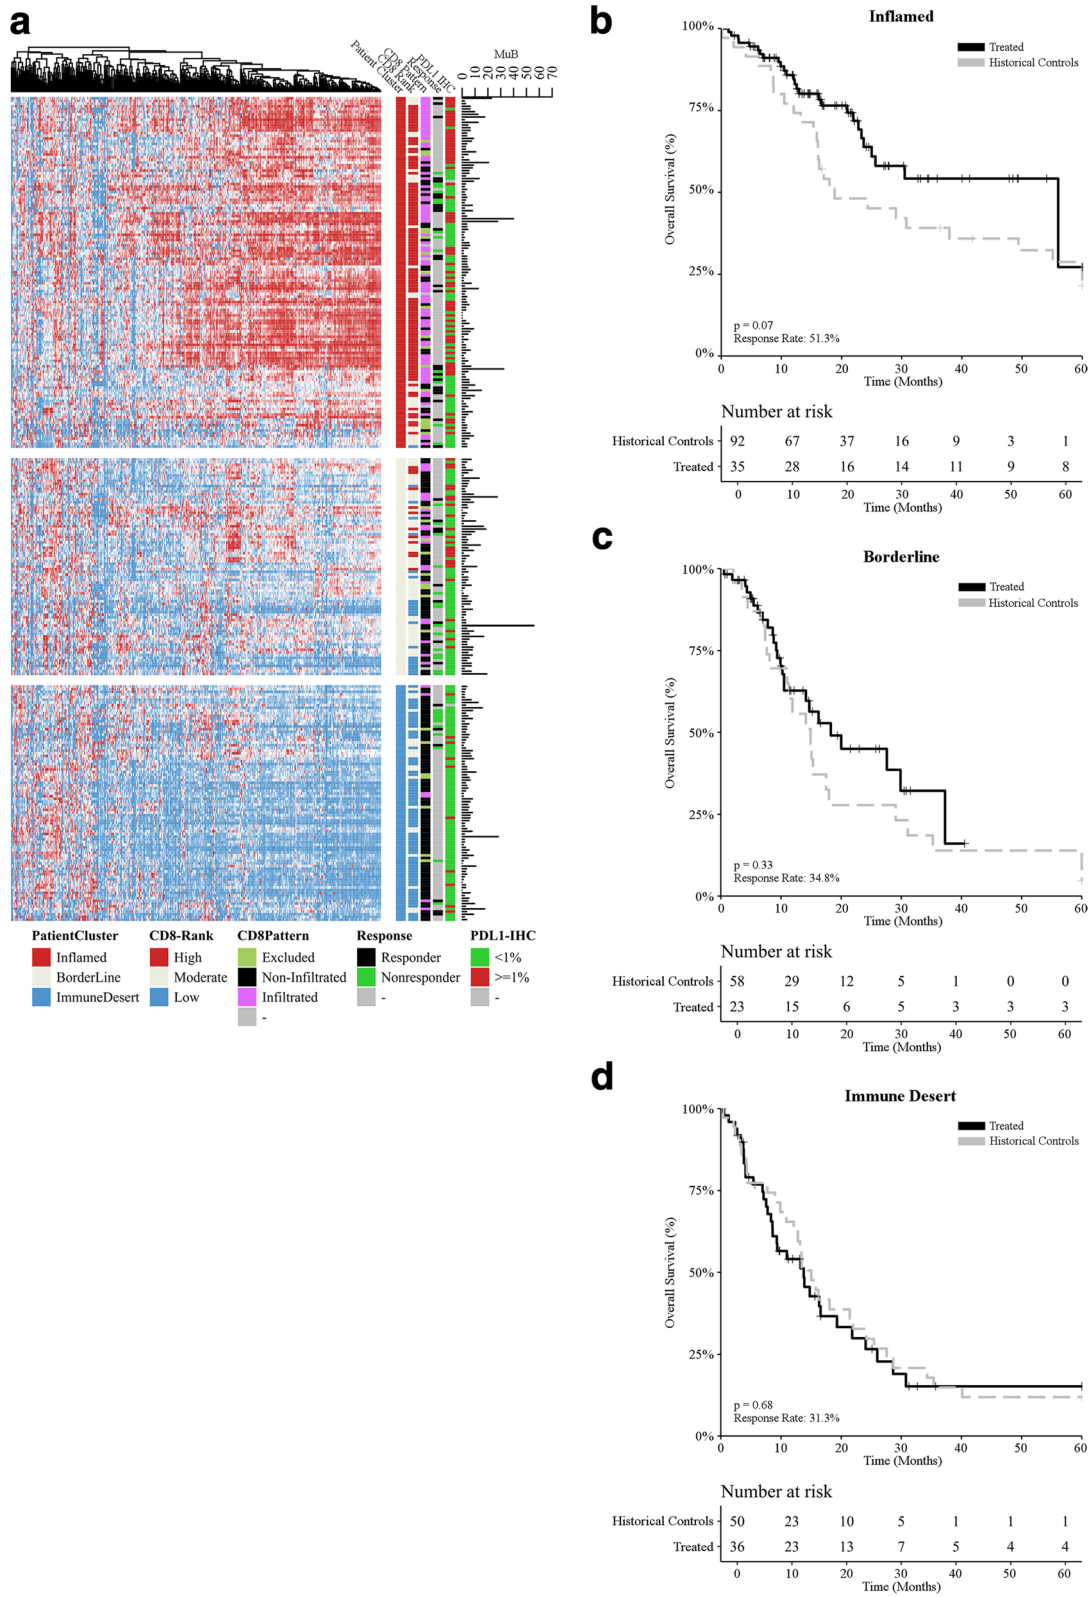 a
Patient Cluster
CD8 Rank
CD8 Pattern
Response
PDL1 IHC
MuB
0 10 20 30 40 50 60 70
PatientCluster
Inflamed
BorderLine
ImmuneDesert
CD8-Rank
High
Moderate
Low
CD8Pattern
Excluded
Non-Infiltrated
Infiltrated
-
Response
Responder
Nonresponder
-
PDL1-IHC
<1%
>=1%
-
b
Inflamed
Treated
Historical Controls
Overall Survival (%)
100%
75%
50%
25%
0%
p = 0.07
Response Rate: 51.3%
0 10 20 30 40 50 60
Time (Months)
Number at risk
Historical Controls 92 67 37 16 9 3 1
Treated 35 28 16 14 11 9 8
0 10 20 30 40 50 60
Time (Months)
c
Borderline
Treated
Historical Controls
Overall Survival (%)
100%
75%
50%
25%
0%
p = 0.33
Response Rate: 34.8%
0 10 20 30 40 50 60
Time (Months)
Number at risk
Historical Controls 58 29 12 5 1 0 0
Treated 23 15 6 5 3 3 3
0 10 20 30 40 50 60
Time (Months)
d
Immune Desert
Treated
Historical Controls
Overall Survival (%)
100%
75%
50%
25%
0%
p = 0.68
Response Rate: 31.3%
0 10 20 30 40 50 60
Time (Months)
Number at risk
Historical Controls 50 23 10 5 1 1 1
Treated 36 23 13 7 5 4 4
0 10 20 30 40 50 60
Time (Months)